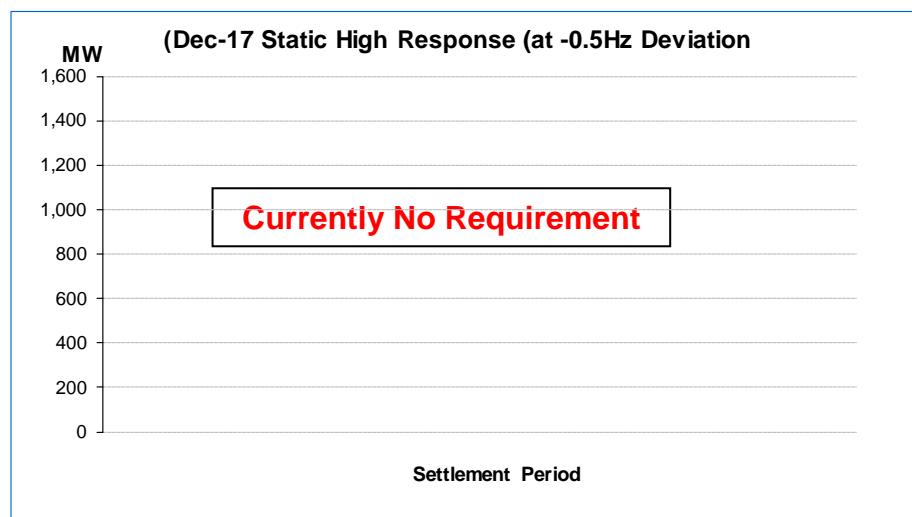 (Dec-17 Static High Response (at -0.5Hz Deviation
MW
1,600
1,400
1,200
1,000
800
600
400
200
0
Currently No Requirement
Settlement Period